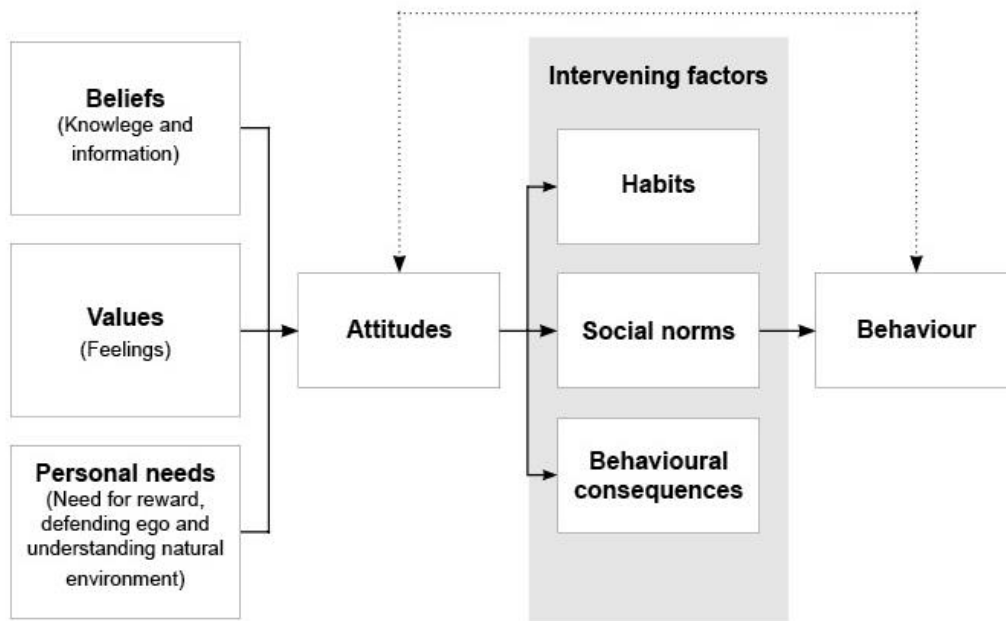 Beliefs
(Knowlege and
information)
Values
(Feelings)
Personal needs
(Need for reward,
defending ego and
understanding natural
environment)
Attitudes
Intervening factors
Habits
Social norms
Behavioural
consequences
Behaviour